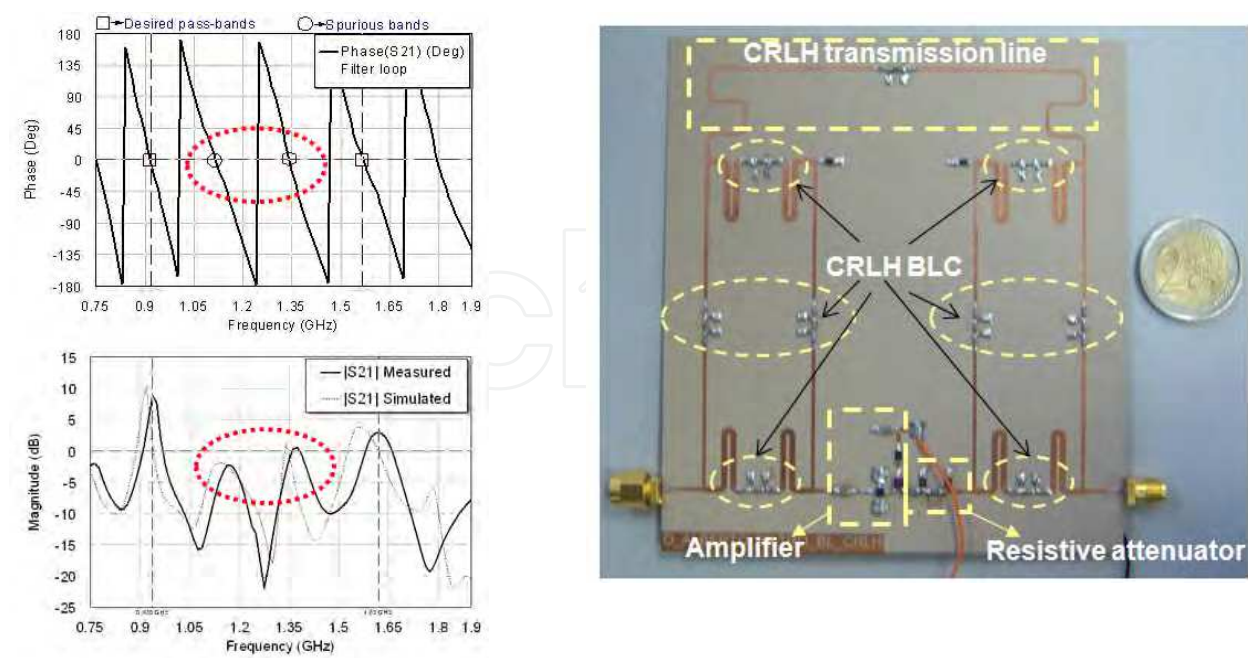 Desired pass-bands
Spurious bands
180
135
90
45
0
-45
-90
-135
-180
Phase (Deg)
Phase(S21) (Deg)
Filter loop
0.75 0.9 1.05 1.2 1.35 1.5 1.65 1.8 1.9
Frequency (GHz)
15
10
5
0
-5
-10
-15
-20
-25
Magnitude (dB)
|S21| Measured
|S21| Simulated
0.75 0.9 1.05 1.2 1.35 1.5 1.65 1.8 1.9
Frequency (GHz)
CRLH transmission line
CRLH BLC
Amplifier
Resistive attenuator
2